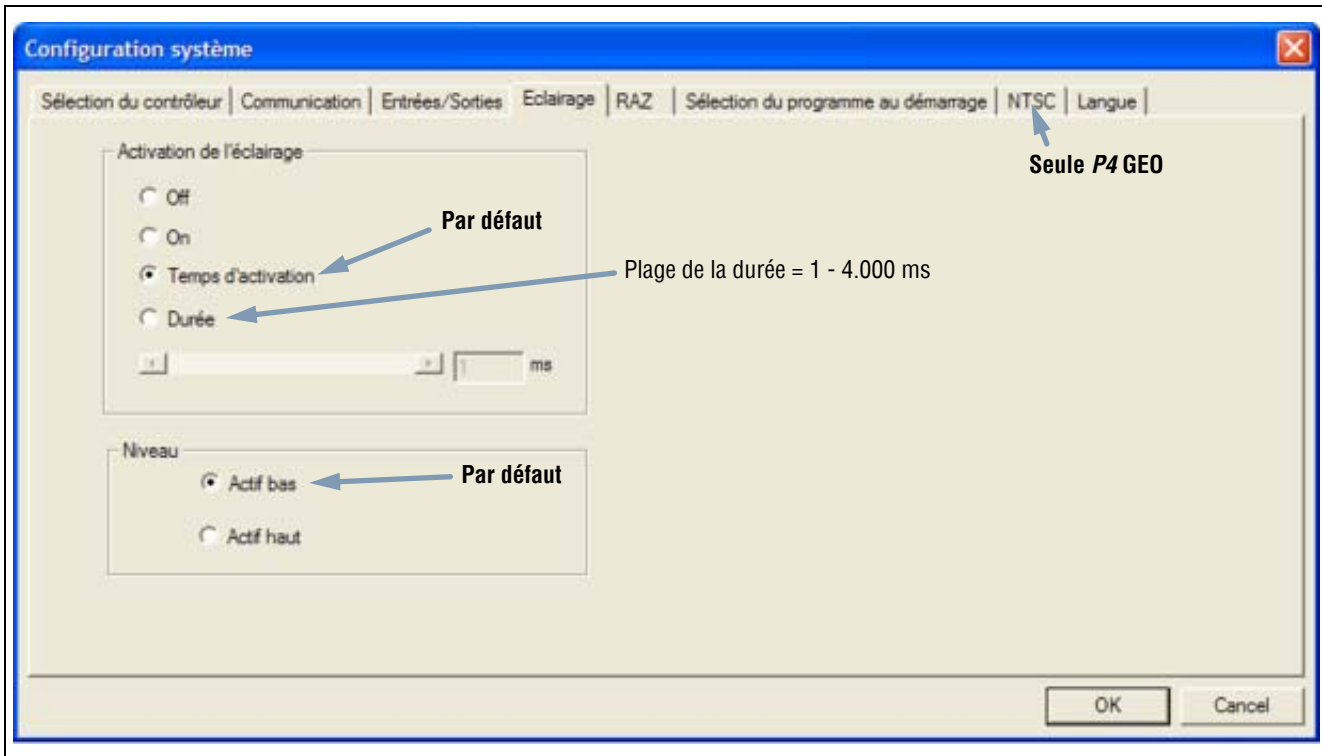 Configuration système
Sélection du contrôleur Communication Entrées/Sorties Eclairage RAZ Sélection du programme au démarrage NTSC Langue
Seule P4 GEO
Activation de l'éclairage
Off
On
Par défaut
Temps d'activation
Plage de la durée = 1 - 4.000 ms
Durée
1 ms
Niveau
Actif bas
Par défaut
Actif haut
OK Cancel